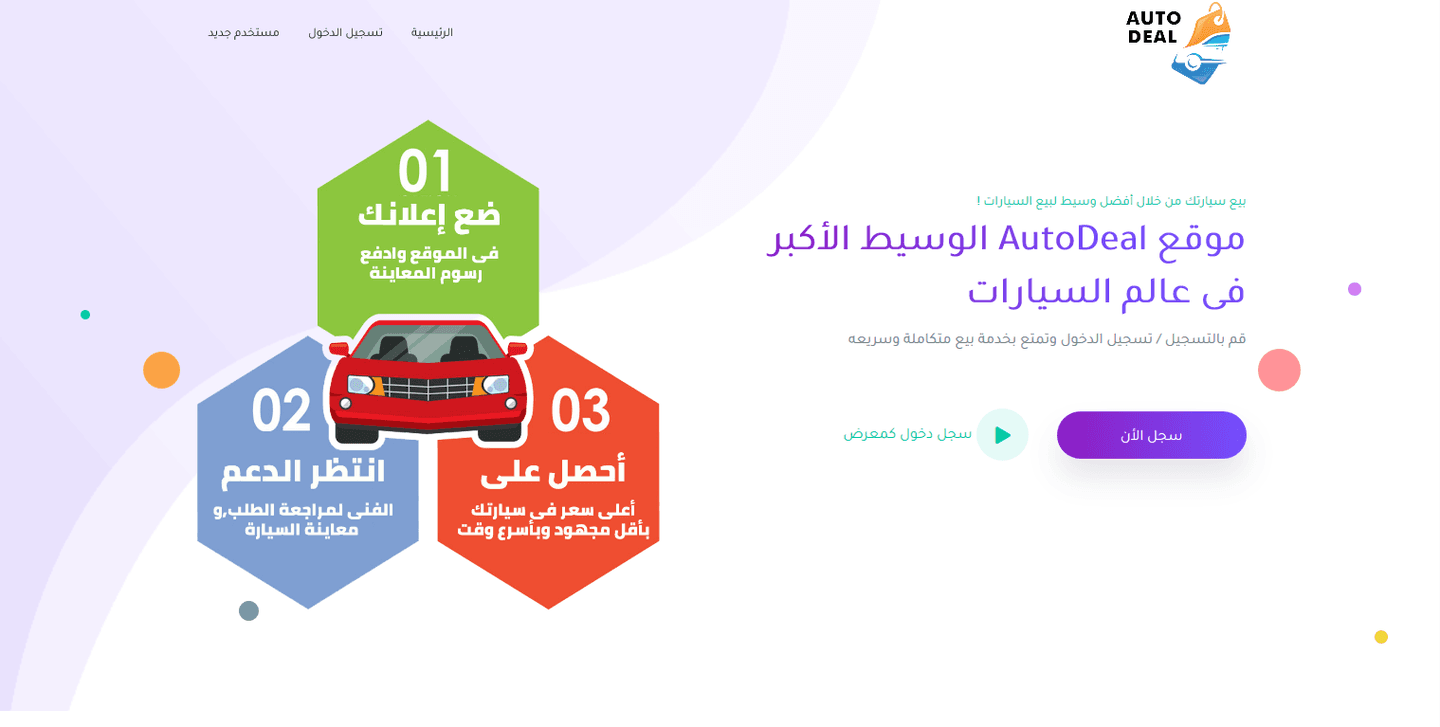 AUTO
DEAL
الرئيسية
تسجيل الدخول
مستخدم جديد
بيع سيارتك من خلال أفضل وسيط لبيع السيارات !
موقع AutoDeal الوسيط الأكبر
فى عالم السيارات
قم بالتسجيل / تسجيل الدخول وتمتع بخدمة بيع متكاملة وسريعه
سجل الأن
سجل دخول كمعرض
01
ضع إعلانك
فى الموقع وادفع
رسوم المعاينة
02
انتظر الدعم
الفنى لمراجعة الطلب,و
معاينة السيارة
03
أحصل على
أعلى سعر فى سيارتك
بأقل مجهود وبأسرع وقت